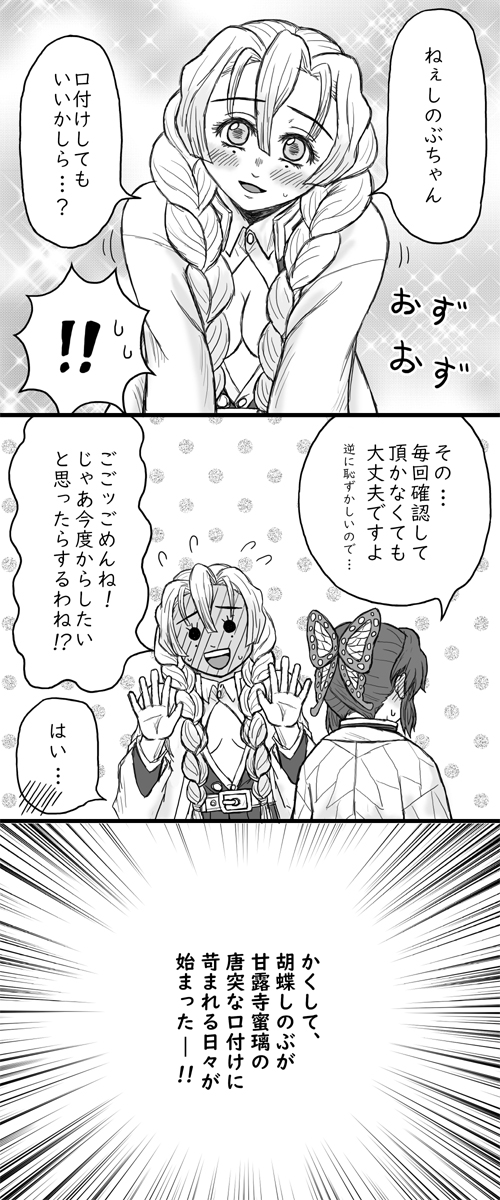 ねぇしのぶちゃん
口付けしても
いいかしら…？
おず
おず
!!
その…
毎回確認して
頂かなくても
大丈夫ですよ
逆に恥ずかしいので…
ごごッごめんね！
じゃあ今度からしたい
と思ったらするわね!?
はい…
かくして、
胡蝶しのぶが
甘露寺蜜璃の
唐突な口付けに
苛まれる日々が
始まった―!!